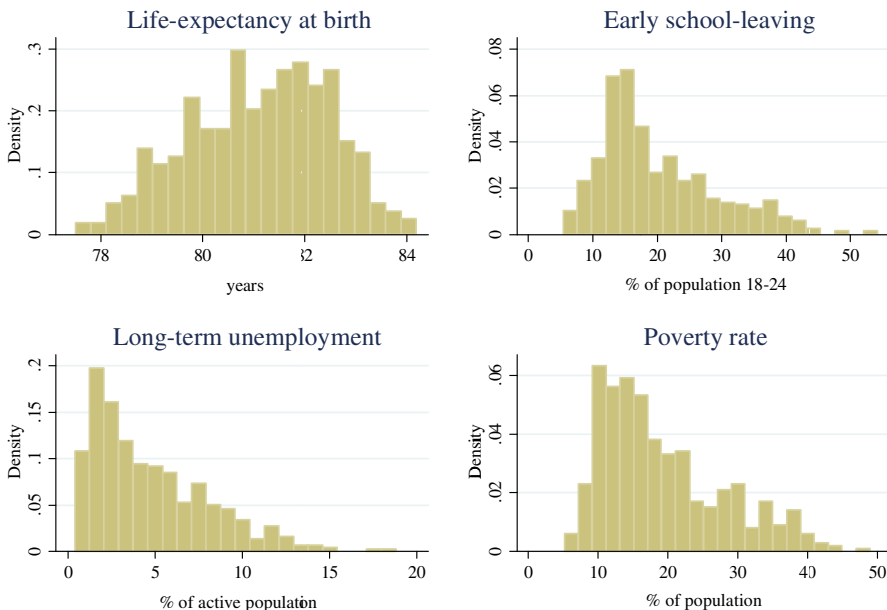 Life-expectancy at birth
Density
.3
.2
.1
0
78 80 82 84
years
Early school-leaving
Density
.08
.06
.04
.02
0
0 10 20 30 40 50
% of population 18-24
Long-term unemployment
Density
.2
.15
.1
.05
0
0 5 10 15 20
% of active population
Poverty rate
Density
.06
.04
.02
0
0 10 20 30 40 50
% of population